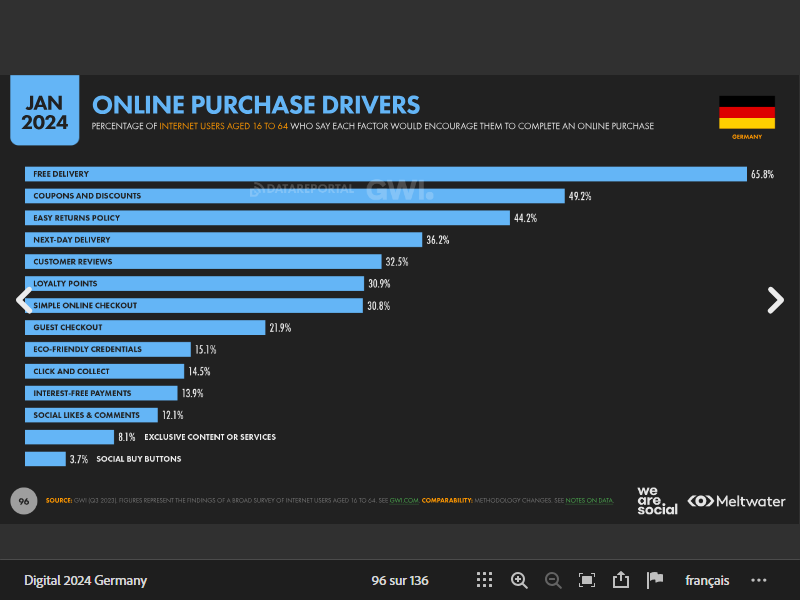 JAN
2024
ONLINE PURCHASE DRIVERS
PERCENTAGE OF INTERNET USERS AGED 16 TO 64 WHO SAY EACH FACTOR WOULD ENCOURAGE THEM TO COMPLETE AN ONLINE PURCHASE
GERMANY
FREE DELIVERY 65.8%
DATAREPORTAL GWI.
COUPONS AND DISCOUNTS 49.2%
EASY RETURNS POLICY 44.2%
NEXT-DAY DELIVERY 36.2%
CUSTOMER REVIEWS 32.5%
LOYALTY POINTS 30.9%
SIMPLE ONLINE CHECKOUT 30.8%
GUEST CHECKOUT 21.9%
ECO-FRIENDLY CREDENTIALS 15.1%
CLICK AND COLLECT 14.5%
INTEREST-FREE PAYMENTS 13.9%
SOCIAL LIKES & COMMENTS 12.1%
8.1% EXCLUSIVE CONTENT OR SERVICES
3.7% SOCIAL BUY BUTTONS
96
SOURCE: GWI (Q3 2023). FIGURES REPRESENT THE FINDINGS OF A BROAD SURVEY OF INTERNET USERS AGED 16 TO 64. SEE GWI.COM. COMPARABILITY: METHODOLOGY CHANGES. SEE NOTES ON DATA.
we
are
social
Meltwater
Digital 2024 Germany
96 sur 136
français